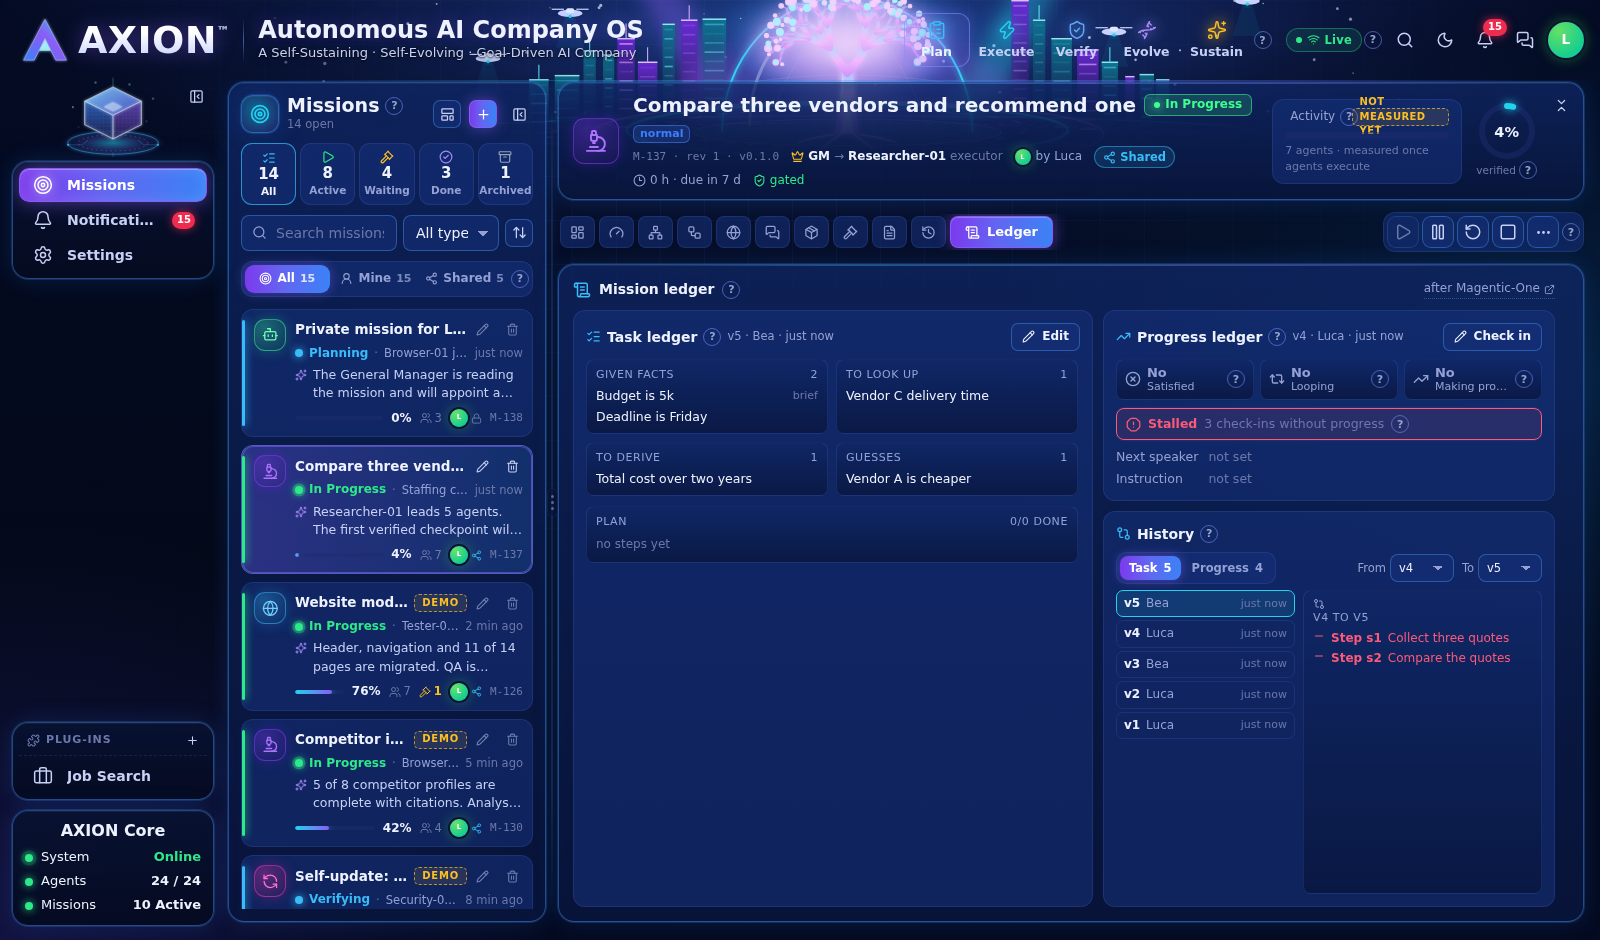 AXION™
Autonomous AI Company OS
A Self-Sustaining · Self-Evolving · Goal-Driven AI Company
Plan
Execute
Verify
Evolve
Sustain
?
Live
?
15
L
Missions
Notificati...
15
Settings
PLUG-INS
+
Job Search
AXION Core
System Online
Agents 24 / 24
Missions 10 Active
Missions ?
14 open
+
14
All
8
Active
4
Waiting
3
Done
1
Archived
Search missions
All type
All 15
Mine 15
Shared 5
?
Private mission for L...
Planning · Browser-01 j... just now
The General Manager is reading
the mission and will appoint a...
0% 3 L M-138
Compare three vend...
In Progress · Staffing c... just now
Researcher-01 leads 5 agents.
The first verified checkpoint wil...
4% 7 L M-137
Website mod... DEMO
In Progress · Tester-0... 2 min ago
Header, navigation and 11 of 14
pages are migrated. QA is...
76% 7 1 L M-126
Competitor i... DEMO
In Progress · Browser... 5 min ago
5 of 8 competitor profiles are
complete with citations. Analys...
42% 4 L M-130
Self-update: ... DEMO
Verifying · Security-0... 8 min ago
Compare three vendors and recommend one In Progress
normal
M-137 · rev 1 · v0.1.0 GM → Researcher-01 executor L by Luca Shared
0 h · due in 7 d gated
Activity ? NOT MEASURED YET
7 agents · measured once
agents execute
4%
verified ?
Ledger
?
Mission ledger ?
after Magentic-One
Task ledger ? v5 · Bea · just now
Edit
GIVEN FACTS 2
Budget is 5k brief
Deadline is Friday
TO LOOK UP 1
Vendor C delivery time
TO DERIVE 1
Total cost over two years
GUESSES 1
Vendor A is cheaper
PLAN 0/0 DONE
no steps yet
Progress ledger ? v4 · Luca · just now
Check in
No
Satisfied
?
No
Looping
?
No
Making pro...
?
Stalled 3 check-ins without progress ?
Next speaker not set
Instruction not set
History ?
Task 5
Progress 4
From v4 To v5
v5 Bea just now
v4 Luca just now
v3 Bea just now
v2 Luca just now
v1 Luca just now
V4 TO V5
— Step s1 Collect three quotes
— Step s2 Compare the quotes